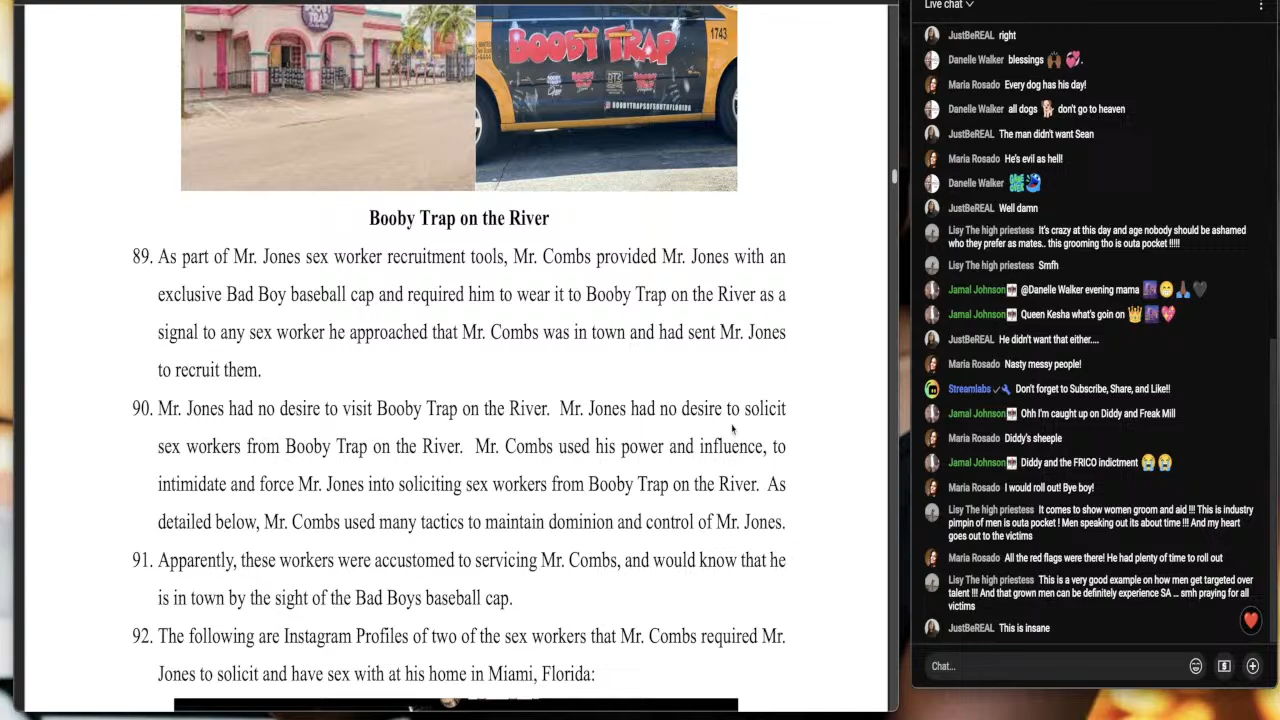 BOOBY
TRAP
BOOBY TRAP
1743
BOOBYTRAPSOFSOUTHFLORIDA
Booby Trap on the River
89. As part of Mr. Jones sex worker recruitment tools, Mr. Combs provided Mr. Jones with an
exclusive Bad Boy baseball cap and required him to wear it to Booby Trap on the River as a
signal to any sex worker he approached that Mr. Combs was in town and had sent Mr. Jones
to recruit them.
90. Mr. Jones had no desire to visit Booby Trap on the River. Mr. Jones had no desire to solicit
sex workers from Booby Trap on the River. Mr. Combs used his power and influence, to
intimidate and force Mr. Jones into soliciting sex workers from Booby Trap on the River. As
detailed below, Mr. Combs used many tactics to maintain dominion and control of Mr. Jones.
91. Apparently, these workers were accustomed to servicing Mr. Combs, and would know that he
is in town by the sight of the Bad Boys baseball cap.
92. The following are Instagram Profiles of two of the sex workers that Mr. Combs required Mr.
Jones to solicit and have sex with at his home in Miami, Florida:
Live chat
JustBeREAL right
Danelle Walker blessings 🙌🏾 💞.
Maria Rosado Every dog has his day!
Danelle Walker all dogs 🐕 don't go to heaven
JustBeREAL The man didn't want Sean
Maria Rosado He's evil as hell!
Danelle Walker
JustBeREAL Well damn
Lisy The high priestess It's crazy at this day and age nobody should be ashamed
who they prefer as mates.. this grooming tho is outa pocket !!!!!
Lisy The high priestess Smfh
Jamal Johnson @Danelle Walker evening mama 🌆 😁 🙏🏾 🖤
Jamal Johnson Queen Kesha what's goin on 👑 🌆 💖
JustBeREAL He didn't want that either....
Maria Rosado Nasty messy people!
Streamlabs Don't forget to Subscribe, Share, and Like!!
Jamal Johnson Ohh I'm caught up on Diddy and Freak Mill
Maria Rosado Diddy's sheeple
Jamal Johnson Diddy and the FRICO indictment 😭😭
Maria Rosado I would roll out! Bye boy!
Lisy The high priestess It comes to show women groom and aid !!! This is industry
pimpin of men is outa pocket ! Men speaking out its about time !!! And my heart
goes out to the victims
Maria Rosado All the red flags were there! He had plenty of time to roll out
Lisy The high priestess This is a very good example on how men get targeted over
talent !!! And that grown men can be definitely experience SA ... smh praying for all
victims
JustBeREAL This is insane
Chat...